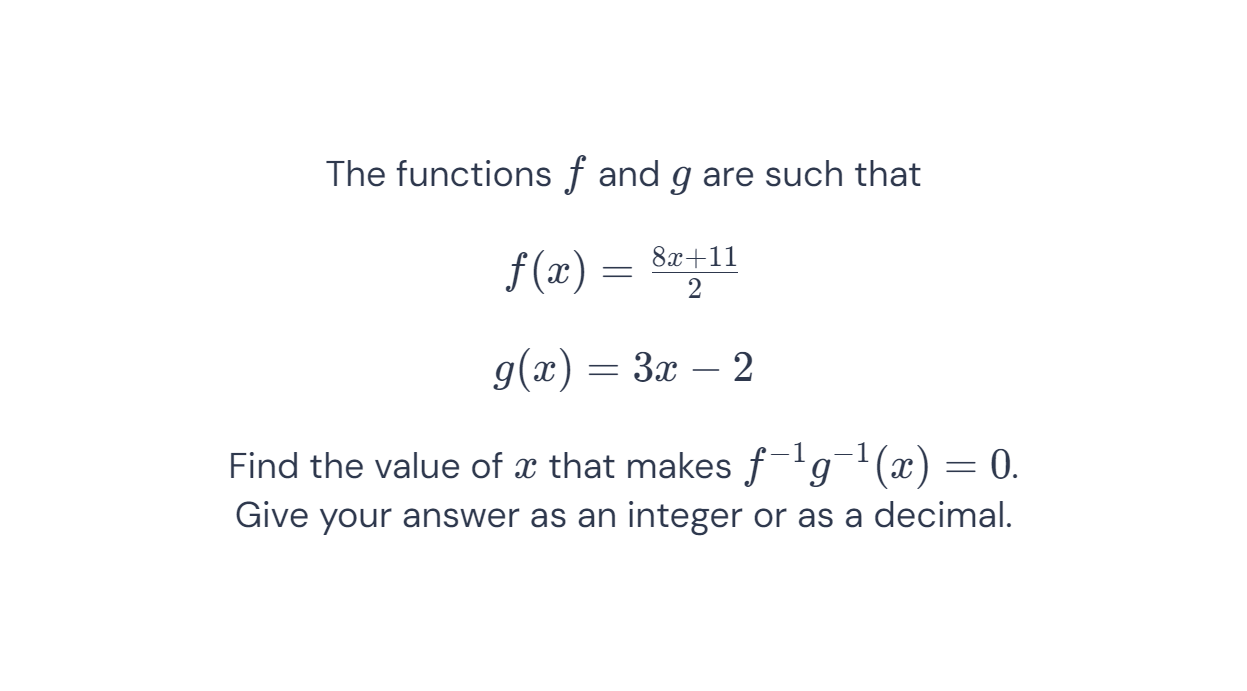 The functions f and g are such that
f(x) = \frac{8x+11}{2}
g(x) = 3x − 2
Find the value of x that makes f⁻¹g⁻¹(x) = 0.
Give your answer as an integer or as a decimal.